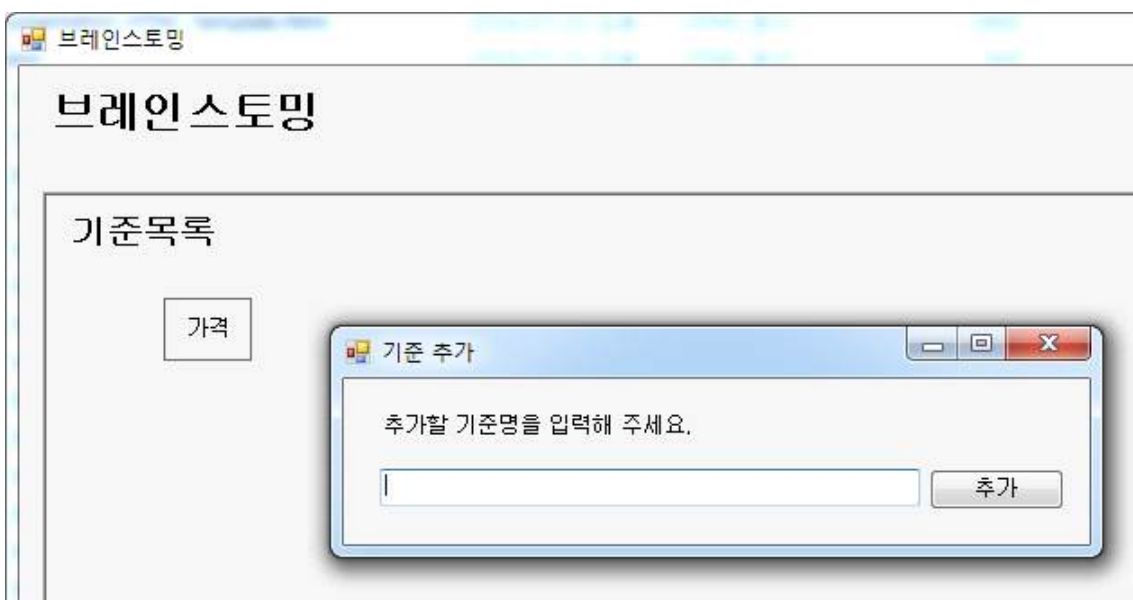 브레인스토밍
브레인스토밍
기준목록
가격
기준 추가
추가할 기준명을 입력해 주세요.
추가